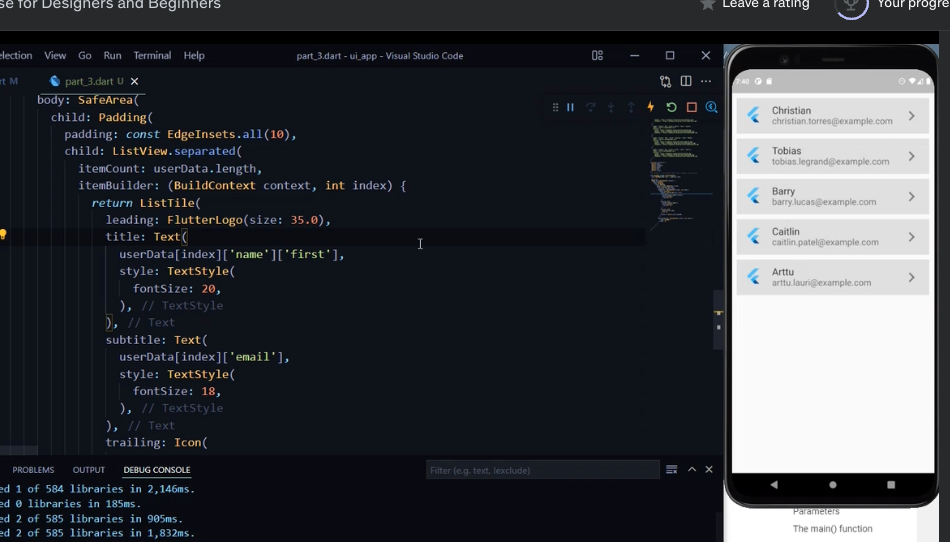 se for Designers and Beginners
Leave a rating
Your progre
election View Go Run Terminal Help
part_3.dart - ui_app - Visual Studio Code
rt M
part_3.dart U
body: SafeArea(
child: Padding(
padding: const EdgeInsets.all(10),
child: ListView.separated(
itemCount: userData.length,
itemBuilder: (BuildContext context, int index) {
return ListTile(
leading: FlutterLogo(size: 35.0),
title: Text(
userData[index]['name']['first'],
style: TextStyle(
fontSize: 20,
), // TextStyle
), // Text
subtitle: Text(
userData[index]['email'],
style: TextStyle(
fontSize: 18,
), // TextStyle
), // Text
trailing: Icon(
PROBLEMS OUTPUT DEBUG CONSOLE
Filter (e.g. text, !exclude)
ed 1 of 584 libraries in 2,146ms.
ed 0 libraries in 185ms.
ed 2 of 585 libraries in 905ms.
ed 2 of 585 libraries in 1,832ms.
Christian
christian.torres@example.com
Tobias
tobias.legrand@example.com
Barry
barry.lucas@example.com
Caitlin
caitlin.patel@example.com
Arttu
arttu.lauri@example.com
Parameters
The main() function